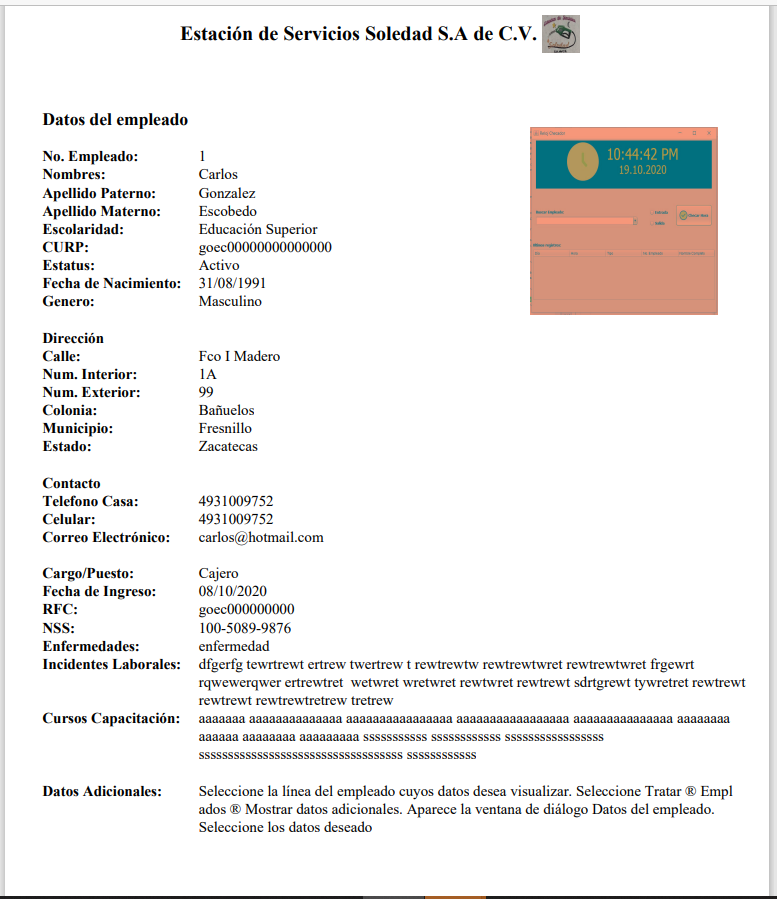 Estación de Servicios Soledad S.A de C.V.
Datos del empleado
No. Empleado: 1
Nombres: Carlos
Apellido Paterno: Gonzalez
Apellido Materno: Escobedo
Escolaridad: Educación Superior
CURP: goec00000000000000
Estatus: Activo
Fecha de Nacimiento: 31/08/1991
Genero: Masculino
10:44:42 PM
19.10.2020
Dirección
Calle: Fco I Madero
Num. Interior: 1A
Num. Exterior: 99
Colonia: Bañuelos
Municipio: Fresnillo
Estado: Zacatecas
Contacto
Telefono Casa: 4931009752
Celular: 4931009752
Correo Electrónico: carlos@hotmail.com
Cargo/Puesto: Cajero
Fecha de Ingreso: 08/10/2020
RFC: goec000000000
NSS: 100-5089-9876
Enfermedades: enfermedad
Incidentes Laborales: dfgerfg tewrtrewt ertrew twertrew t rewtrewtw rewtrewtwret rewtrewtwret frgewrt
rqwewerqwer ertrewtret wetwret wretwret rewtwret rewtrewt sdrtgrewt tywretret rewtrewt
rewtrewt rewtrewtretrew tretrew
Cursos Capacitación: aaaaaaa aaaaaaaaaaaaaa aaaaaaaaaaaaaaaa aaaaaaaaaaaaaaaaa aaaaaaaaaaaaaaa aaaaaaaa
aaaaaa aaaaaaaa aaaaaaaaa sssssssssss ssssssssssss sssssssssssssssss
sssssssssssssssssssssssssssssssssss ssssssssssss
Datos Adicionales: Seleccione la línea del empleado cuyos datos desea visualizar. Seleccione Tratar ® Empl
ados ® Mostrar datos adicionales. Aparece la ventana de diálogo Datos del empleado.
Seleccione los datos deseado